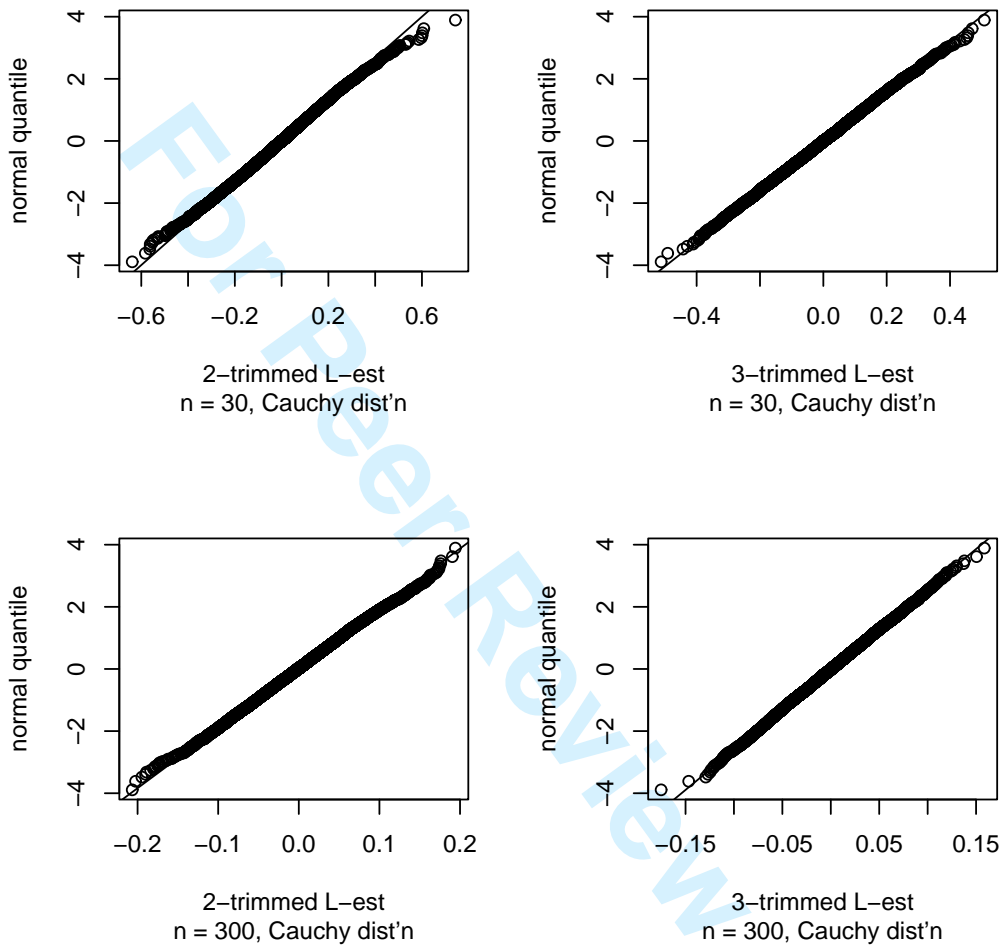 4
2
0
−2
−4
normal quantile
−0.6 −0.2 0.2 0.6
2−trimmed L−est
n = 30, Cauchy dist'n
4
2
0
−2
−4
normal quantile
−0.4 0.0 0.2 0.4
3−trimmed L−est
n = 30, Cauchy dist'n
4
2
0
−2
−4
normal quantile
−0.2 −0.1 0.0 0.1 0.2
2−trimmed L−est
n = 300, Cauchy dist'n
4
2
0
−2
−4
normal quantile
−0.15 −0.05 0.05 0.15
3−trimmed L−est
n = 300, Cauchy dist'n
For Peer Review